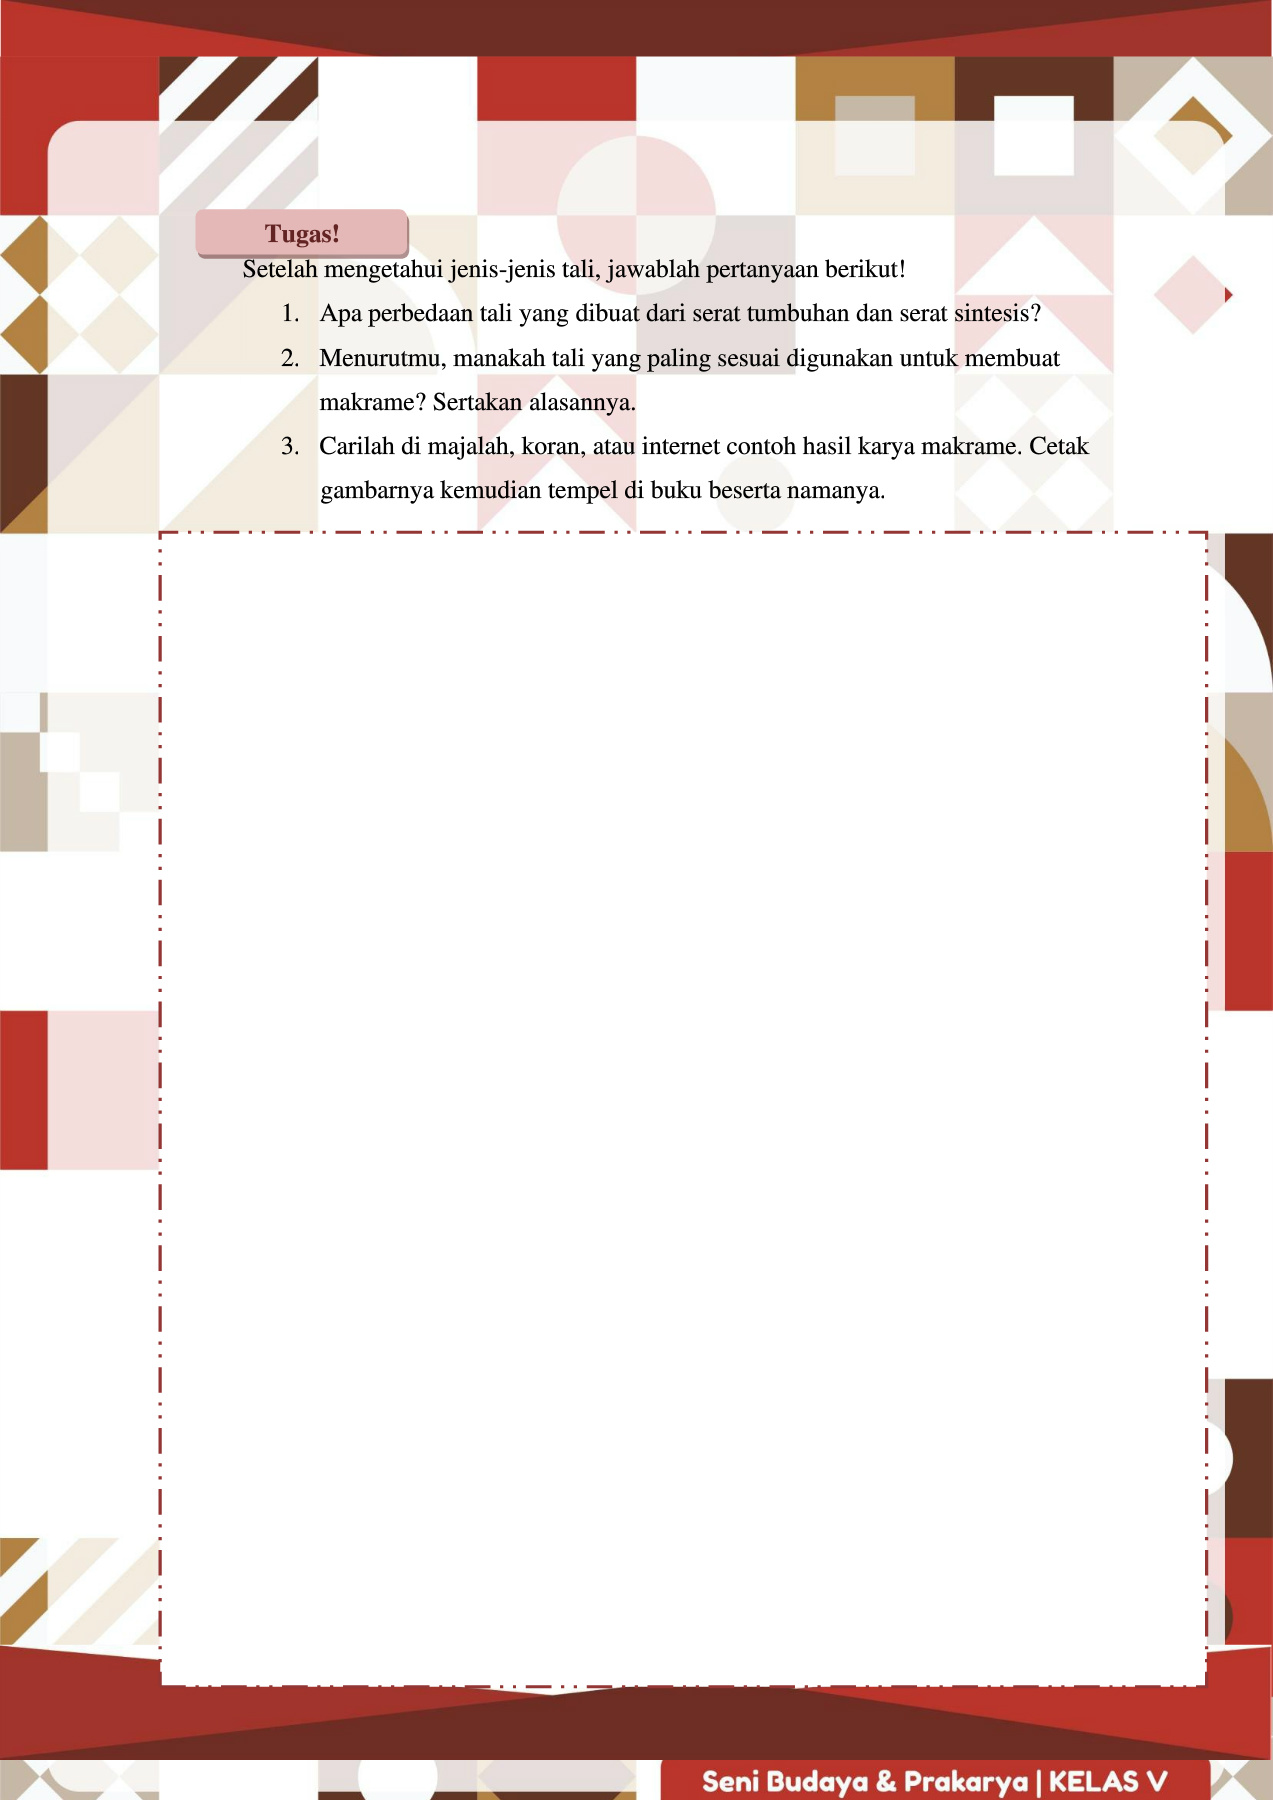 Tugas!
Setelah mengetahui jenis-jenis tali, jawablah pertanyaan berikut!
1. Apa perbedaan tali yang dibuat dari serat tumbuhan dan serat sintesis?
2. Menurutmu, manakah tali yang paling sesuai digunakan untuk membuat
makrame? Sertakan alasannya.
3. Carilah di majalah, koran, atau internet contoh hasil karya makrame. Cetak
gambarnya kemudian tempel di buku beserta namanya.
Seni Budaya & Prakarya | KELAS V